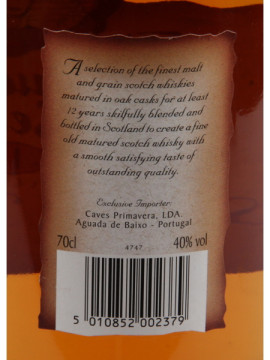 A selection of the finest malt
and grain scotch whiskies
matured in oak casks for at least
12 years skilfully blended and
bottled in Scotland to create a fine
old matured scotch whisky with
a smooth satisfying taste of
outstanding quality.
Exclusive Importer:
Caves Primavera, LDA.
Aguada de Baixo - Portugal
70cl
4747
40% vol
5 010852 002379